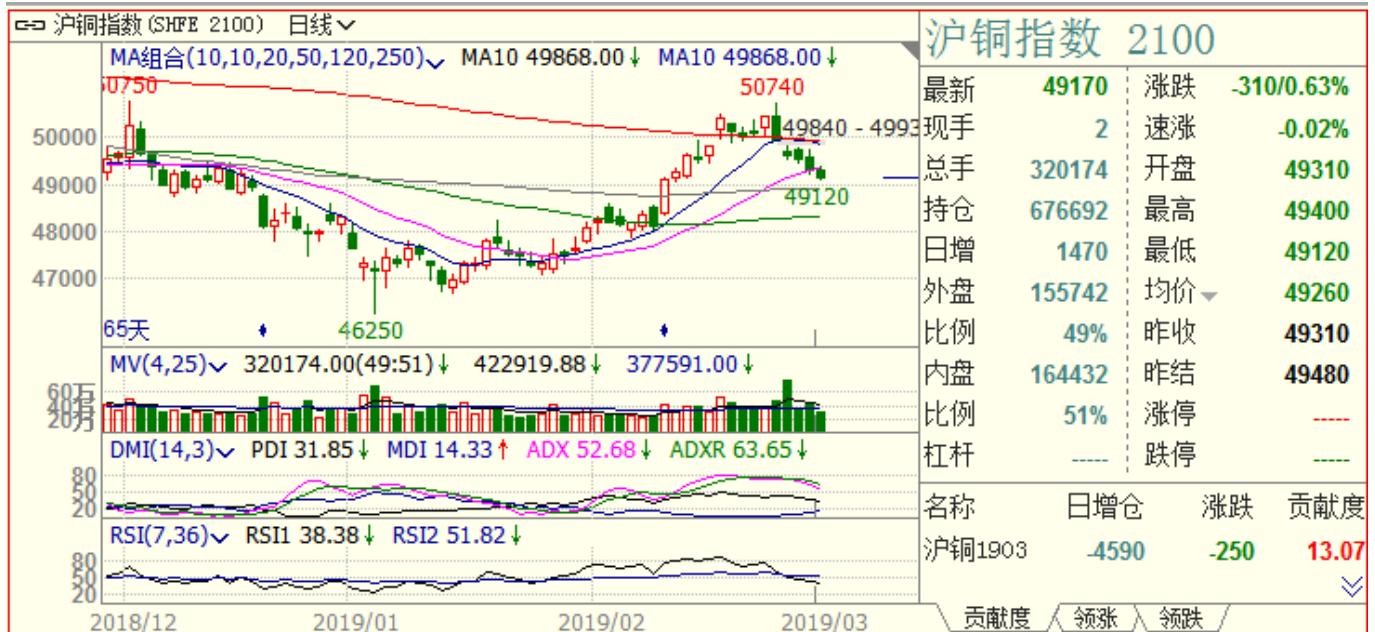 沪铜指数(SHFE 2100) 日线
MA组合(10,10,20,50,120,250) MA10 49868.00↓ MA10 49868.00↓
50750
50740
49840 - 4993
50000
49000
49120
48000
47000
65天
46250
MV(4,25) 320174.00(49:51)↓ 422919.88↓ 377591.00↓
60万
40万
20万
DMI(14,3) PDI 31.85↓ MDI 14.33↑ ADX 52.68↓ ADXR 63.65↓
80
50
20
RSI(7,36) RSI1 38.38↓ RSI2 51.82↓
80
50
20
2018/12 2019/01 2019/02 2019/03
沪铜指数 2100
最新 49170 涨跌 -310/0.63%
现手 2 速涨 -0.02%
总手 320174 开盘 49310
持仓 676692 最高 49400
日增 1470 最低 49120
外盘 155742 均价 49260
比例 49% 昨收 49310
内盘 164432 昨结 49480
比例 51% 涨停 -----
杠杆 ----- 跌停 -----
名称 日增仓 涨跌 贡献度
沪铜1903 -4590 -250 13.07
贡献度 领涨 领跌